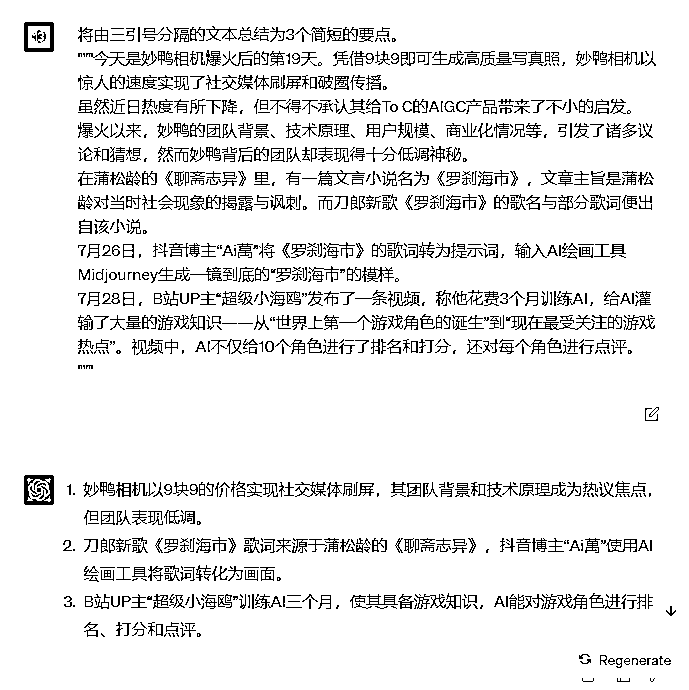 将由三引号分隔的文本总结为3个简短的要点。
"""今天是妙鸭相机爆火后的第19天。凭借9块9即可生成高质量写真照，妙鸭相机以
惊人的速度实现了社交媒体刷屏和破圈传播。
虽然近日热度有所下降，但不得不承认其给To C的AIGC产品带来了不小的启发。
爆火以来，妙鸭的团队背景、技术原理、用户规模、商业化情况等，引发了诸多议
论和猜想，然而妙鸭背后的团队却表现得十分低调神秘。
在蒲松龄的《聊斋志异》里，有一篇文言小说名为《罗刹海市》，文章主旨是蒲松
龄对当时社会现象的揭露与讽刺。而刀郎新歌《罗刹海市》的歌名与部分歌词便出
自该小说。
7月26日，抖音博主“Ai萬”将《罗刹海市》的歌词转为提示词，输入AI绘画工具
Midjourney生成一镜到底的“罗刹海市”的模样。
7月28日，B站UP主“超级小海鸥”发布了一条视频，称他花费3个月训练AI，给AI灌
输了大量的游戏知识——从“世界上第一个游戏角色的诞生”到“现在最受关注的游戏
热点”。视频中，AI不仅给10个角色进行了排名和打分，还对每个角色进行点评。
"""
1. 妙鸭相机以9块9的价格实现社交媒体刷屏，其团队背景和技术原理成为热议焦点，
但团队表现低调。
2. 刀郎新歌《罗刹海市》歌词来源于蒲松龄的《聊斋志异》，抖音博主“Ai萬”使用AI
绘画工具将歌词转化为画面。
3. B站UP主“超级小海鸥”训练AI三个月，使其具备游戏知识，AI能对游戏角色进行排
名、打分和点评。
Regenerate